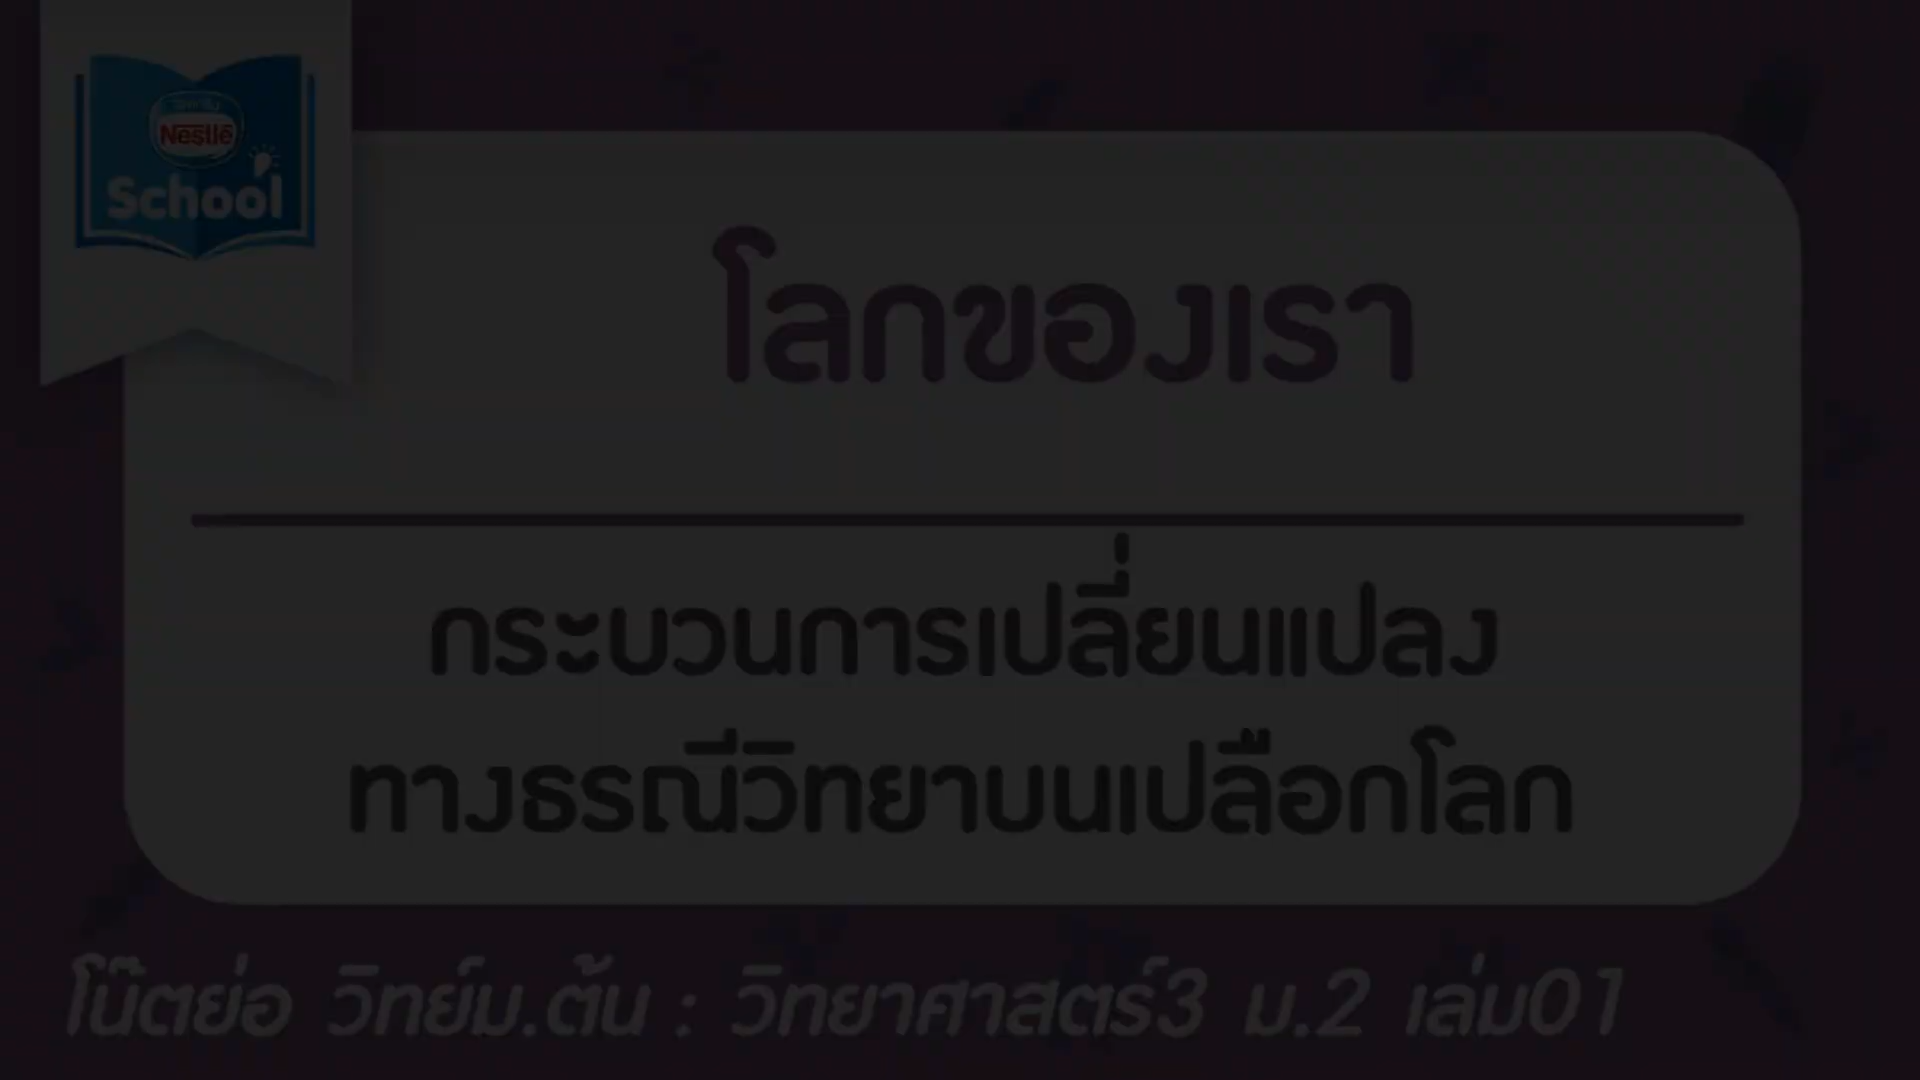 Nestlē
School
โลกของเรา
กระบวนการเปลี่ยนแปลง
ทางธรณีวิทยาบนเปลือกโลก
โน๊ตย่อ วิทย์ม.ต้น : วิทยาศาสตร์3 ม.2 เล่ม01